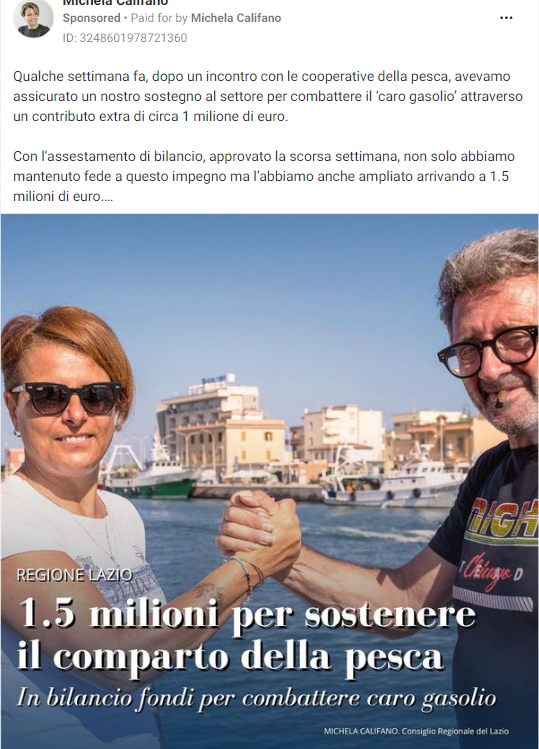 Michela Califano
Sponsored • Paid for by Michela Califano
ID: 3248601978721360
Qualche settimana fa, dopo un incontro con le cooperative della pesca, avevamo
assicurato un nostro sostegno al settore per combattere il ‘caro gasolio’ attraverso
un contributo extra di circa 1 milione di euro.
Con l’assestamento di bilancio, approvato la scorsa settimana, non solo abbiamo
mantenuto fede a questo impegno ma l’abbiamo anche ampliato arrivando a 1.5
milioni di euro....
NIGH
Chicago
REGIONE LAZIO
1.5 milioni per sostenere
il comparto della pesca
In bilancio fondi per combattere caro gasolio
MICHELA CALIFANO. Consiglio Regionale del Lazio